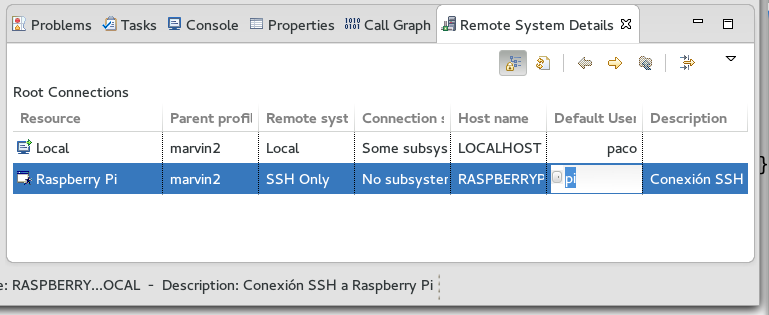 Problems Tasks Console Properties Call Graph Remote System Details
Root Connections
Resource Parent profil Remote syst Connection s Host name Default User Description
Local marvin2 Local Some subsys LOCALHOST paco
Raspberry Pi marvin2 SSH Only No subsyster RASPBERRYP pi Conexión SSH
}
e: RASPBERRY...OCAL - Description: Conexión SSH a Raspberry Pi